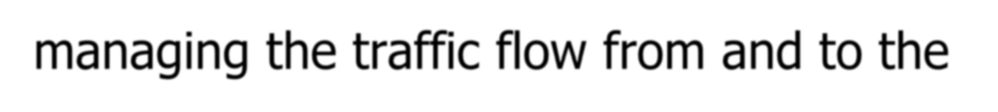 managing the traffic flow from and to the